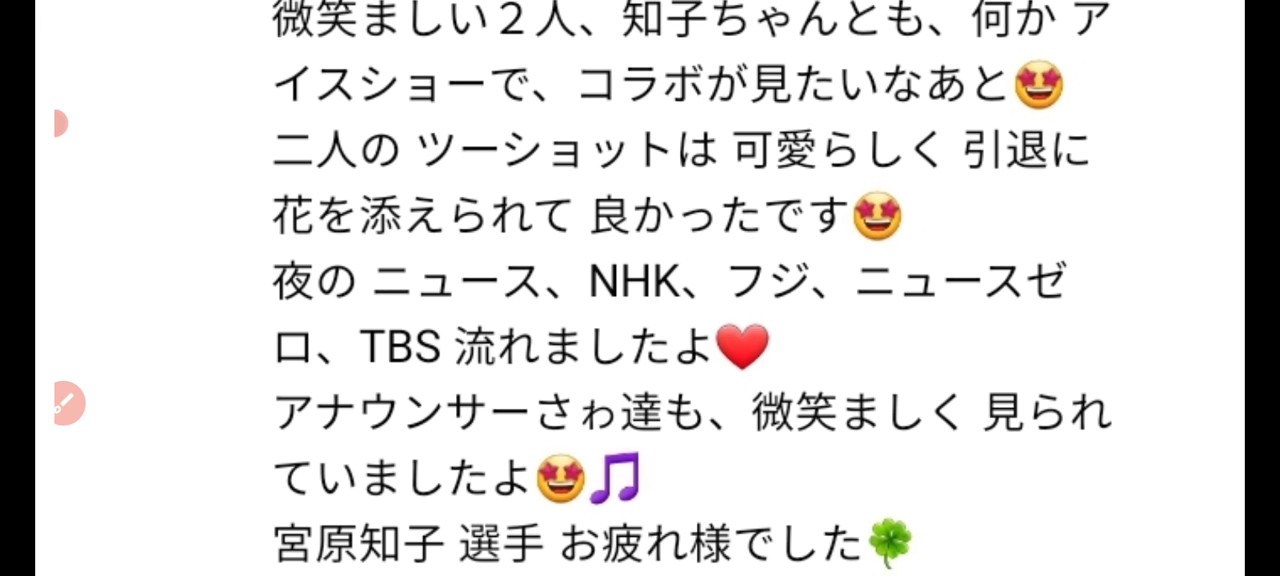 微笑ましい２人、知子ちゃんとも、何か ア
イスショーで、コラボが見たいなあと🤩
二人の ツーショットは 可愛らしく 引退に
花を添えられて 良かったです🤩
夜の ニュース、NHK、フジ、ニュースゼ
ロ、TBS 流れましたよ❤️
アナウンサーさゎ達も、微笑ましく 見られ
ていましたよ🤩🎵
宮原知子 選手 お疲れ様でした🍀